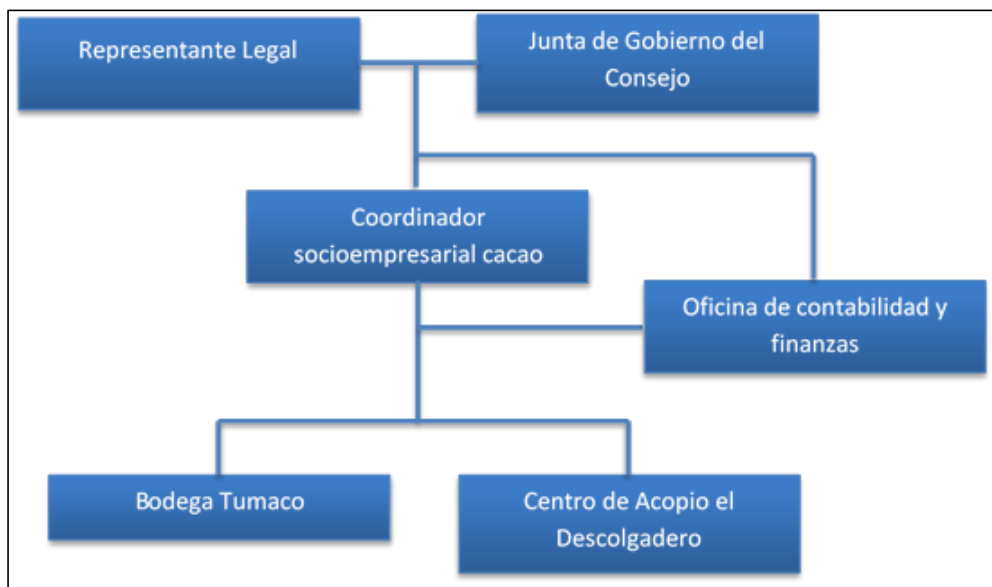 Representante Legal
Junta de Gobierno del
Consejo
Coordinador
socioempresarial cacao
Oficina de contabilidad y
finanzas
Bodega Tumaco
Centro de Acopio el
Descolgadero